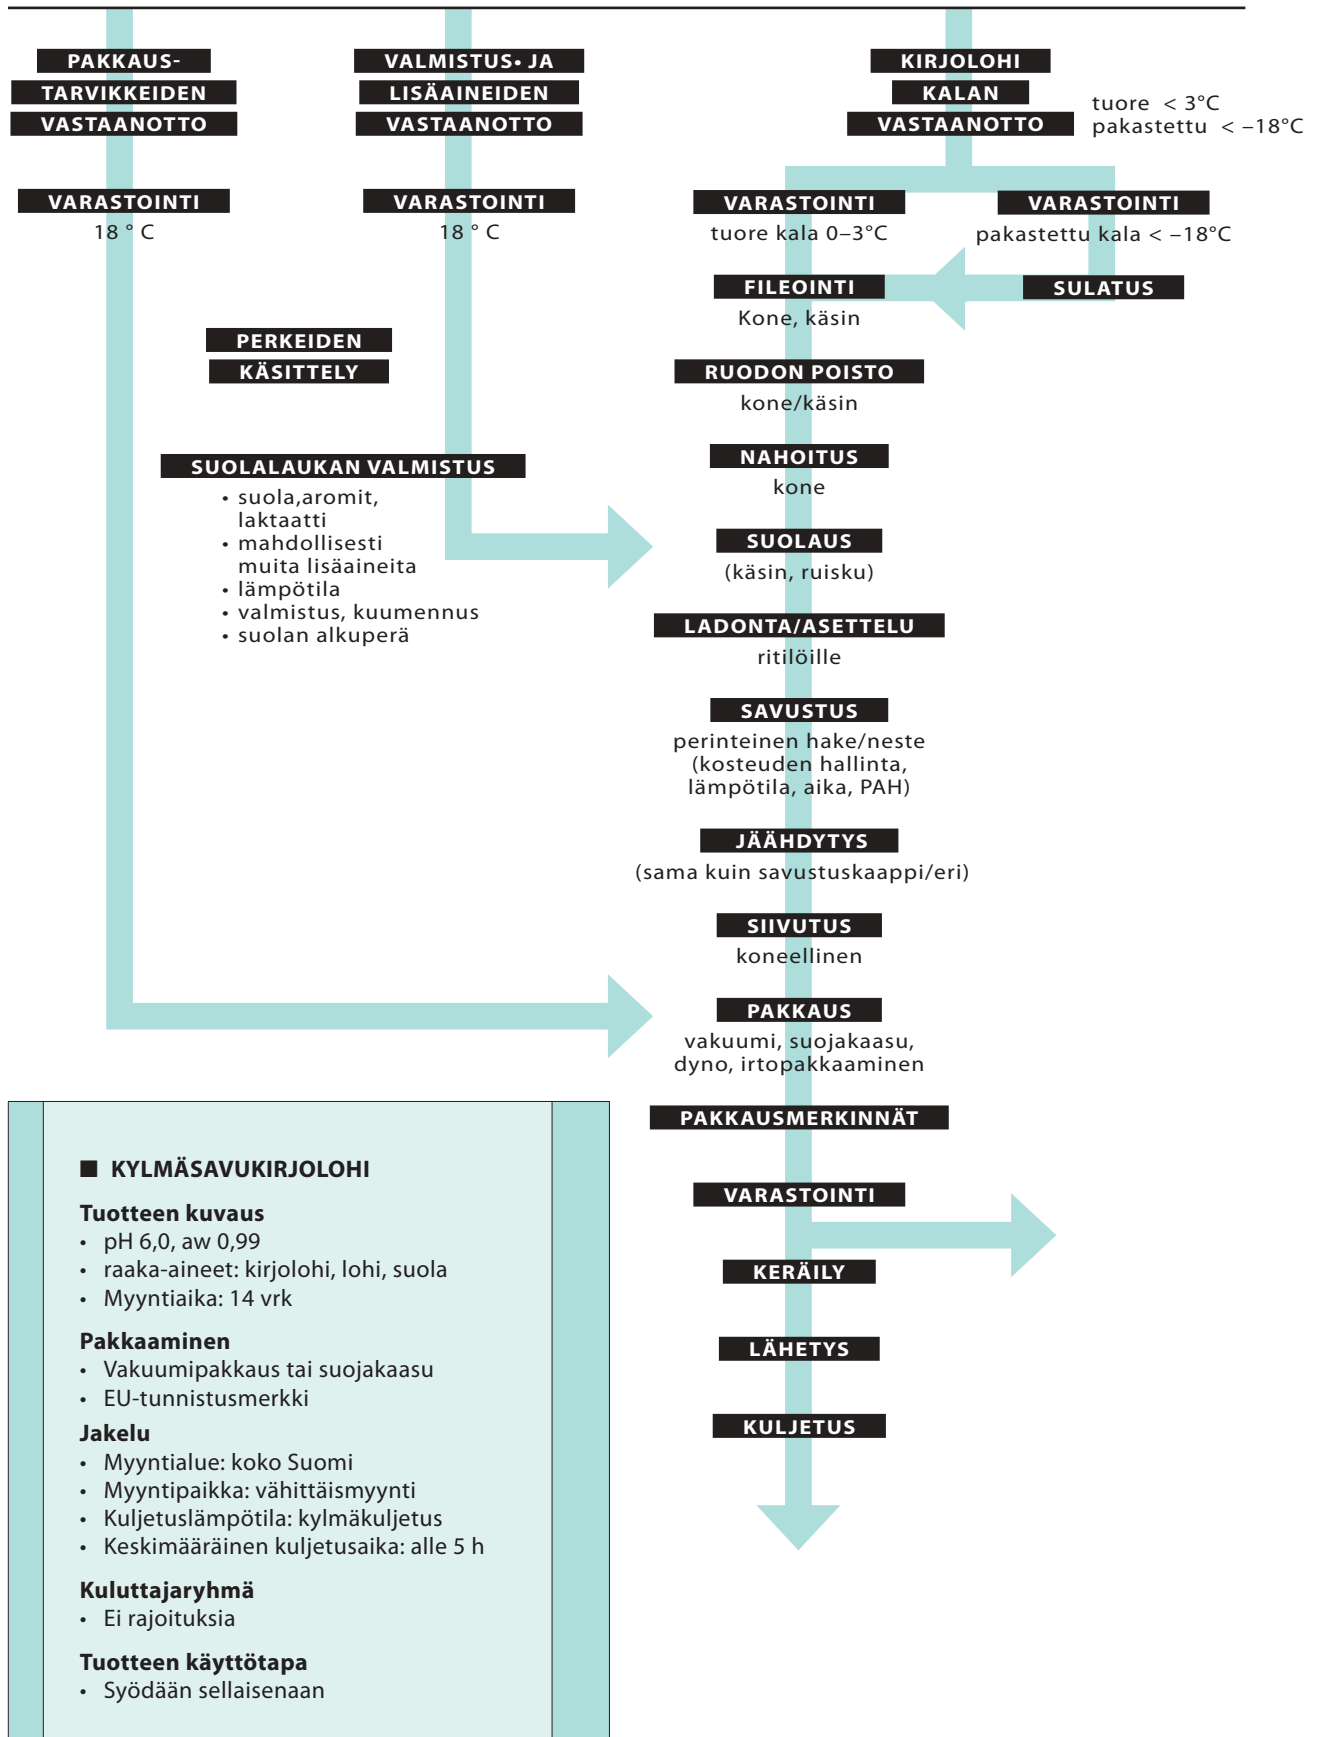 PAKKAUS-
TARVIKKEIDEN
VASTAANOTTO
VARASTOINTI
18 ° C
VALMISTUS• JA
LISÄAINEIDEN
VASTAANOTTO
VARASTOINTI
18 ° C
KIRJOLOHI
KALAN
VASTAANOTTO
tuore < 3°C
pakastettu < –18°C
VARASTOINTI
tuore kala 0–3°C
VARASTOINTI
pakastettu kala < –18°C
FILEOINTI
Kone, käsin
SULATUS
PERKEIDEN
KÄSITTELY
RUODON POISTO
kone/käsin
SUOLALAUKAN VALMISTUS
• suola,aromit,
laktaatti
• mahdollisesti
muita lisäaineita
• lämpötila
• valmistus, kuumennus
• suolan alkuperä
NAHOITUS
kone
SUOLAUS
(käsin, ruisku)
LADONTA/ASETTELU
ritilöille
SAVUSTUS
perinteinen hake/neste
(kosteuden hallinta,
lämpötila, aika, PAH)
JÄÄHDYTYS
(sama kuin savustuskaappi/eri)
SIIVUTUS
koneellinen
PAKKAUS
vakuumi, suojakaasu,
dyno, irtopakkaaminen
PAKKAUSMERKINNÄT
VARASTOINTI
KERÄILY
LÄHETYS
KULJETUS
■ KYLMÄSAVUKIRJOLOHI
Tuotteen kuvaus
• pH 6,0, aw 0,99
• raaka-aineet: kirjolohi, lohi, suola
• Myyntiaika: 14 vrk
Pakkaaminen
• Vakuumipakkaus tai suojakaasu
• EU-tunnistusmerkki
Jakelu
• Myyntialue: koko Suomi
• Myyntipaikka: vähittäismyynti
• Kuljetuslämpötila: kylmäkuljetus
• Keskimääräinen kuljetusaika: alle 5 h
Kuluttajaryhmä
• Ei rajoituksia
Tuotteen käyttötapa
• Syödään sellaisenaan